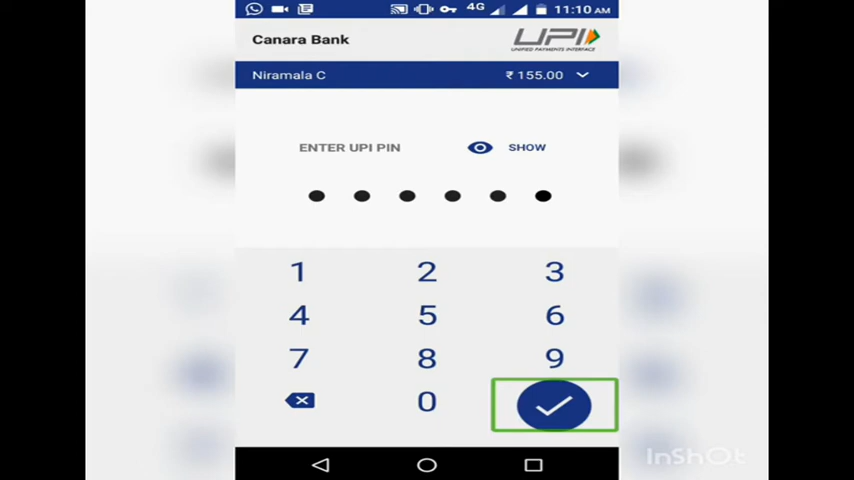 4G 11:10 AM
Canara Bank UPI
UNIFIED PAYMENTS INTERFACE
Niramala C ₹ 155.00
ENTER UPI PIN SHOW
1 2 3
4 5 6
7 8 9
0
InShOt